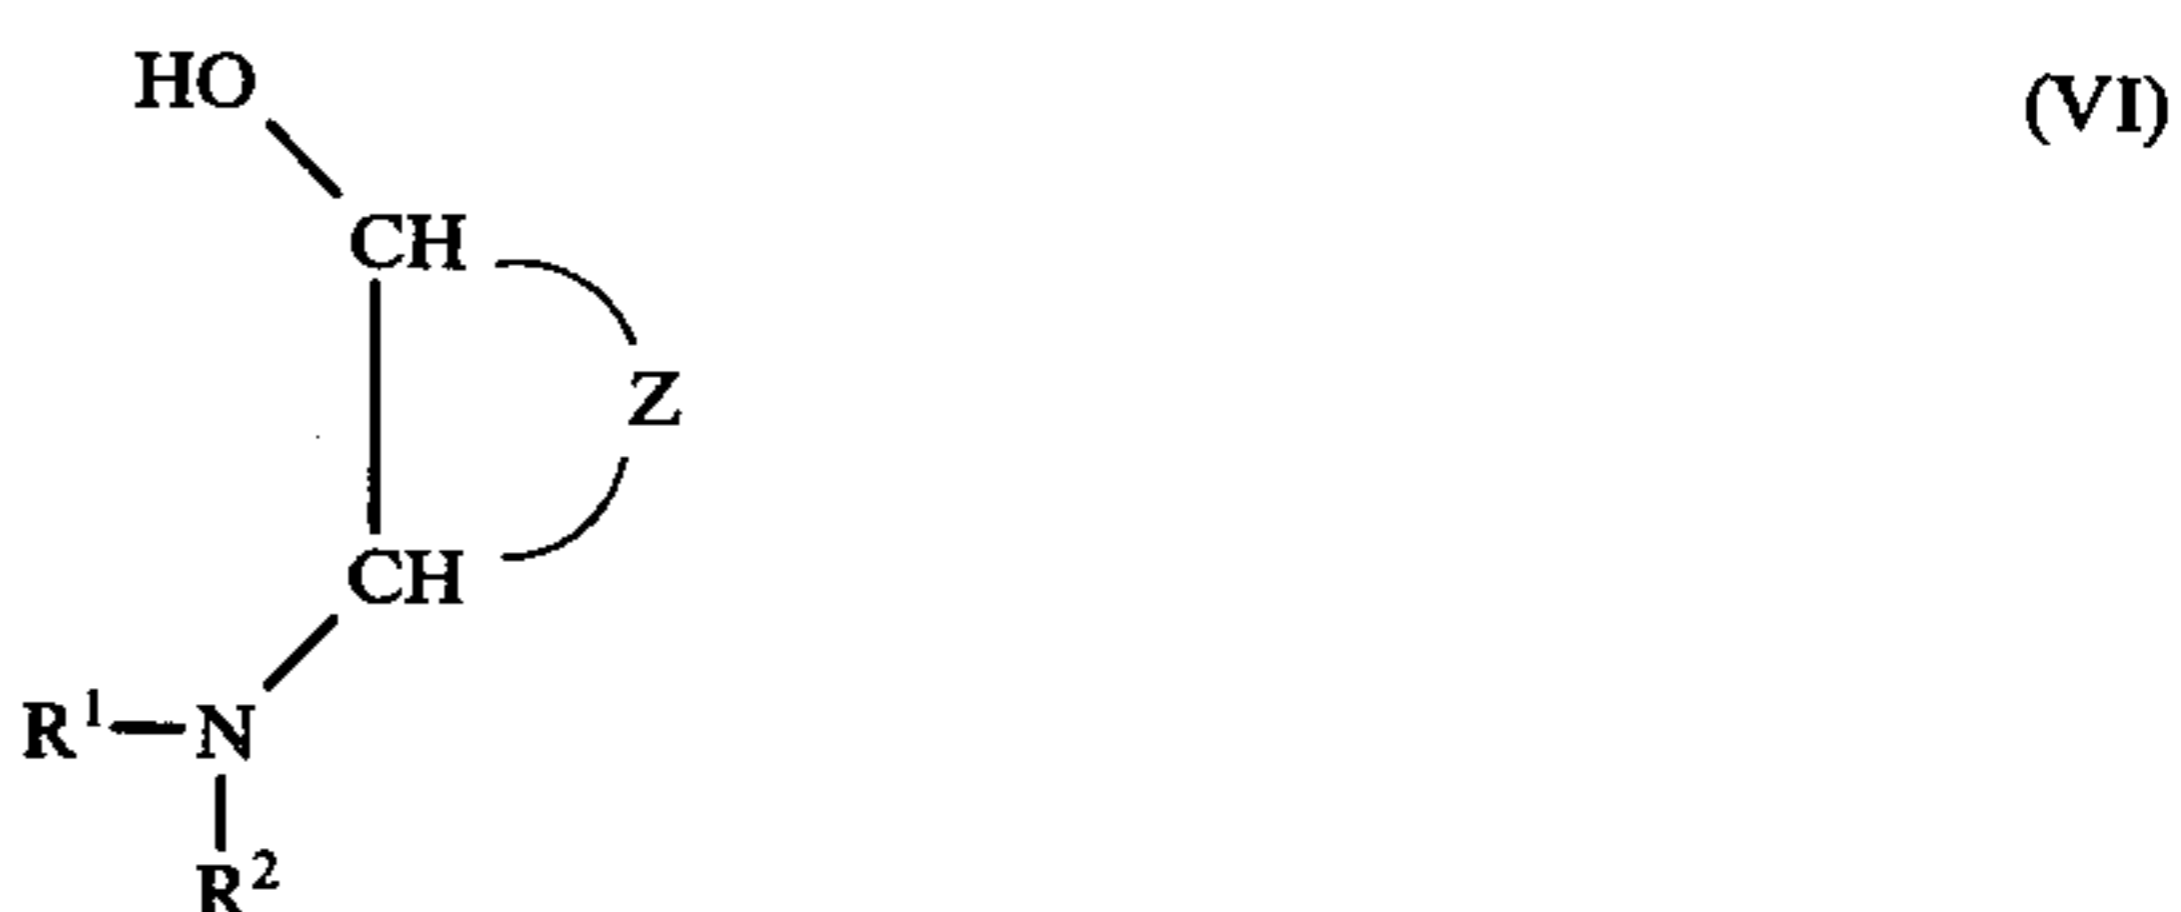 HO (VI)
CH
Z
CH
R¹—N
R²